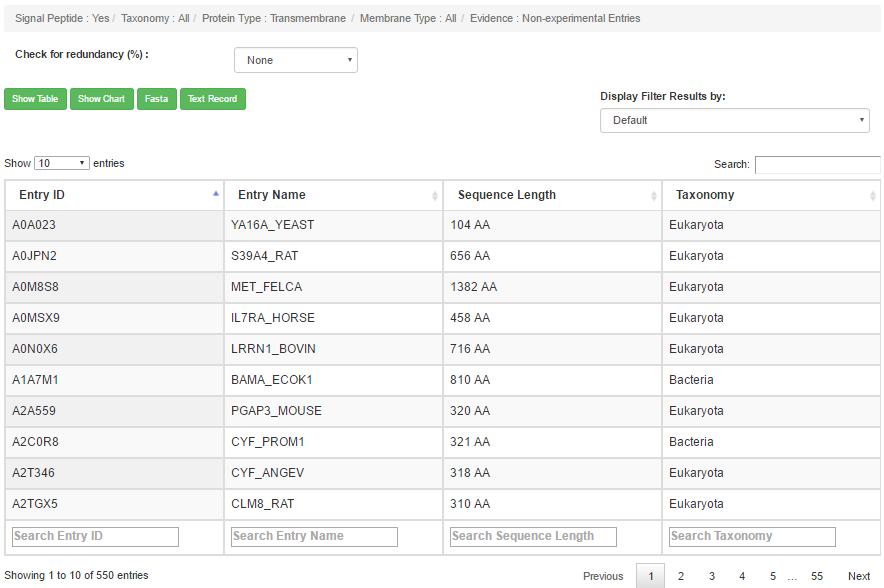 Signal Peptide : Yes / Taxonomy : All / Protein Type : Transmembrane / Membrane Type : All / Evidence : Non-experimental Entries
Check for redundancy (%) : None
Show Table Show Chart Fasta Text Record
Display Filter Results by:
Default
Show 10 entries Search:
Entry ID Entry Name Sequence Length Taxonomy
A0A023 YA16A_YEAST 104 AA Eukaryota
A0JPN2 S39A4_RAT 656 AA Eukaryota
A0M8S8 MET_FELCA 1382 AA Eukaryota
A0MSX9 IL7RA_HORSE 458 AA Eukaryota
A0N0X6 LRRN1_BOVIN 716 AA Eukaryota
A1A7M1 BAMA_ECOK1 810 AA Bacteria
A2A559 PGAP3_MOUSE 320 AA Eukaryota
A2C0R8 CYF_PROM1 321 AA Bacteria
A2T346 CYF_ANGEV 318 AA Eukaryota
A2TGX5 CLM8_RAT 310 AA Eukaryota
Search Entry ID Search Entry Name Search Sequence Length Search Taxonomy
Showing 1 to 10 of 550 entries Previous 1 2 3 4 5 ... 55 Next